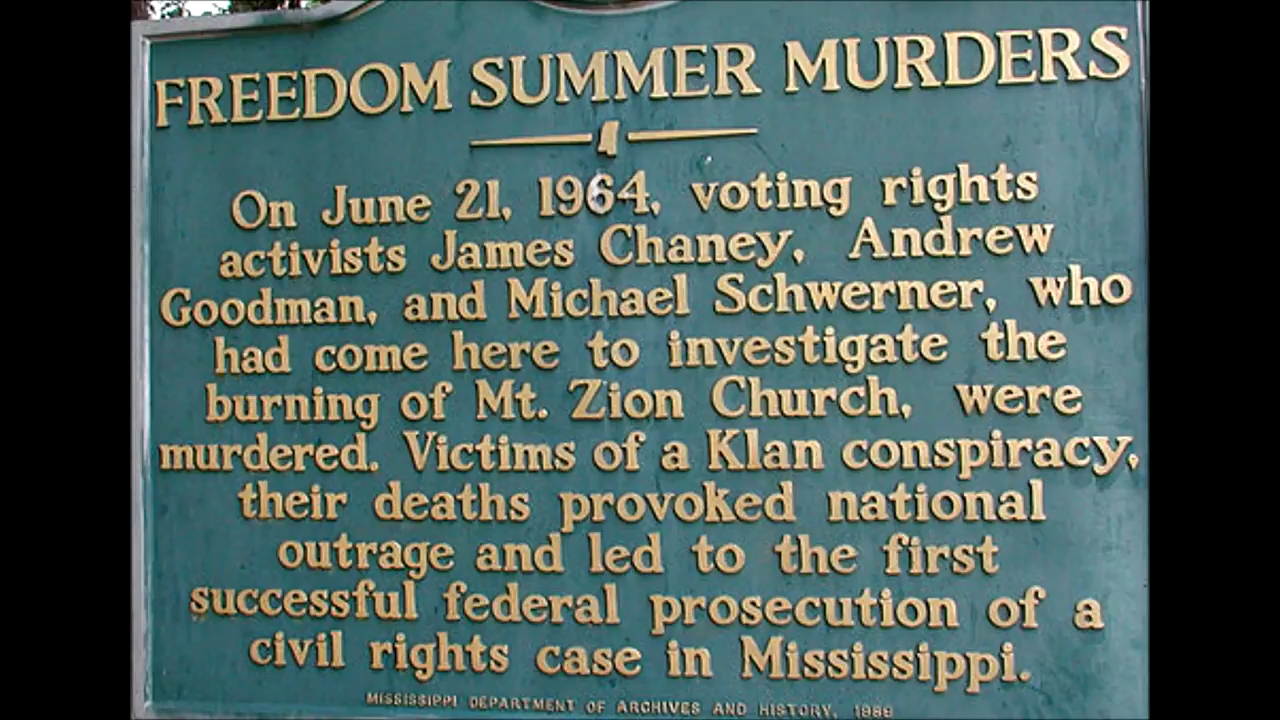 FREEDOM SUMMER MURDERS
On June 21, 1964, voting rights
activists James Chaney, Andrew
Goodman, and Michael Schwerner, who
had come here to investigate the
burning of Mt. Zion Church, were
murdered. Victims of a Klan conspiracy,
their deaths provoked national
outrage and led to the first
successful federal prosecution of a
civil rights case in Mississippi.
MISSISSIPPI DEPARTMENT OF ARCHIVES AND HISTORY, 1989